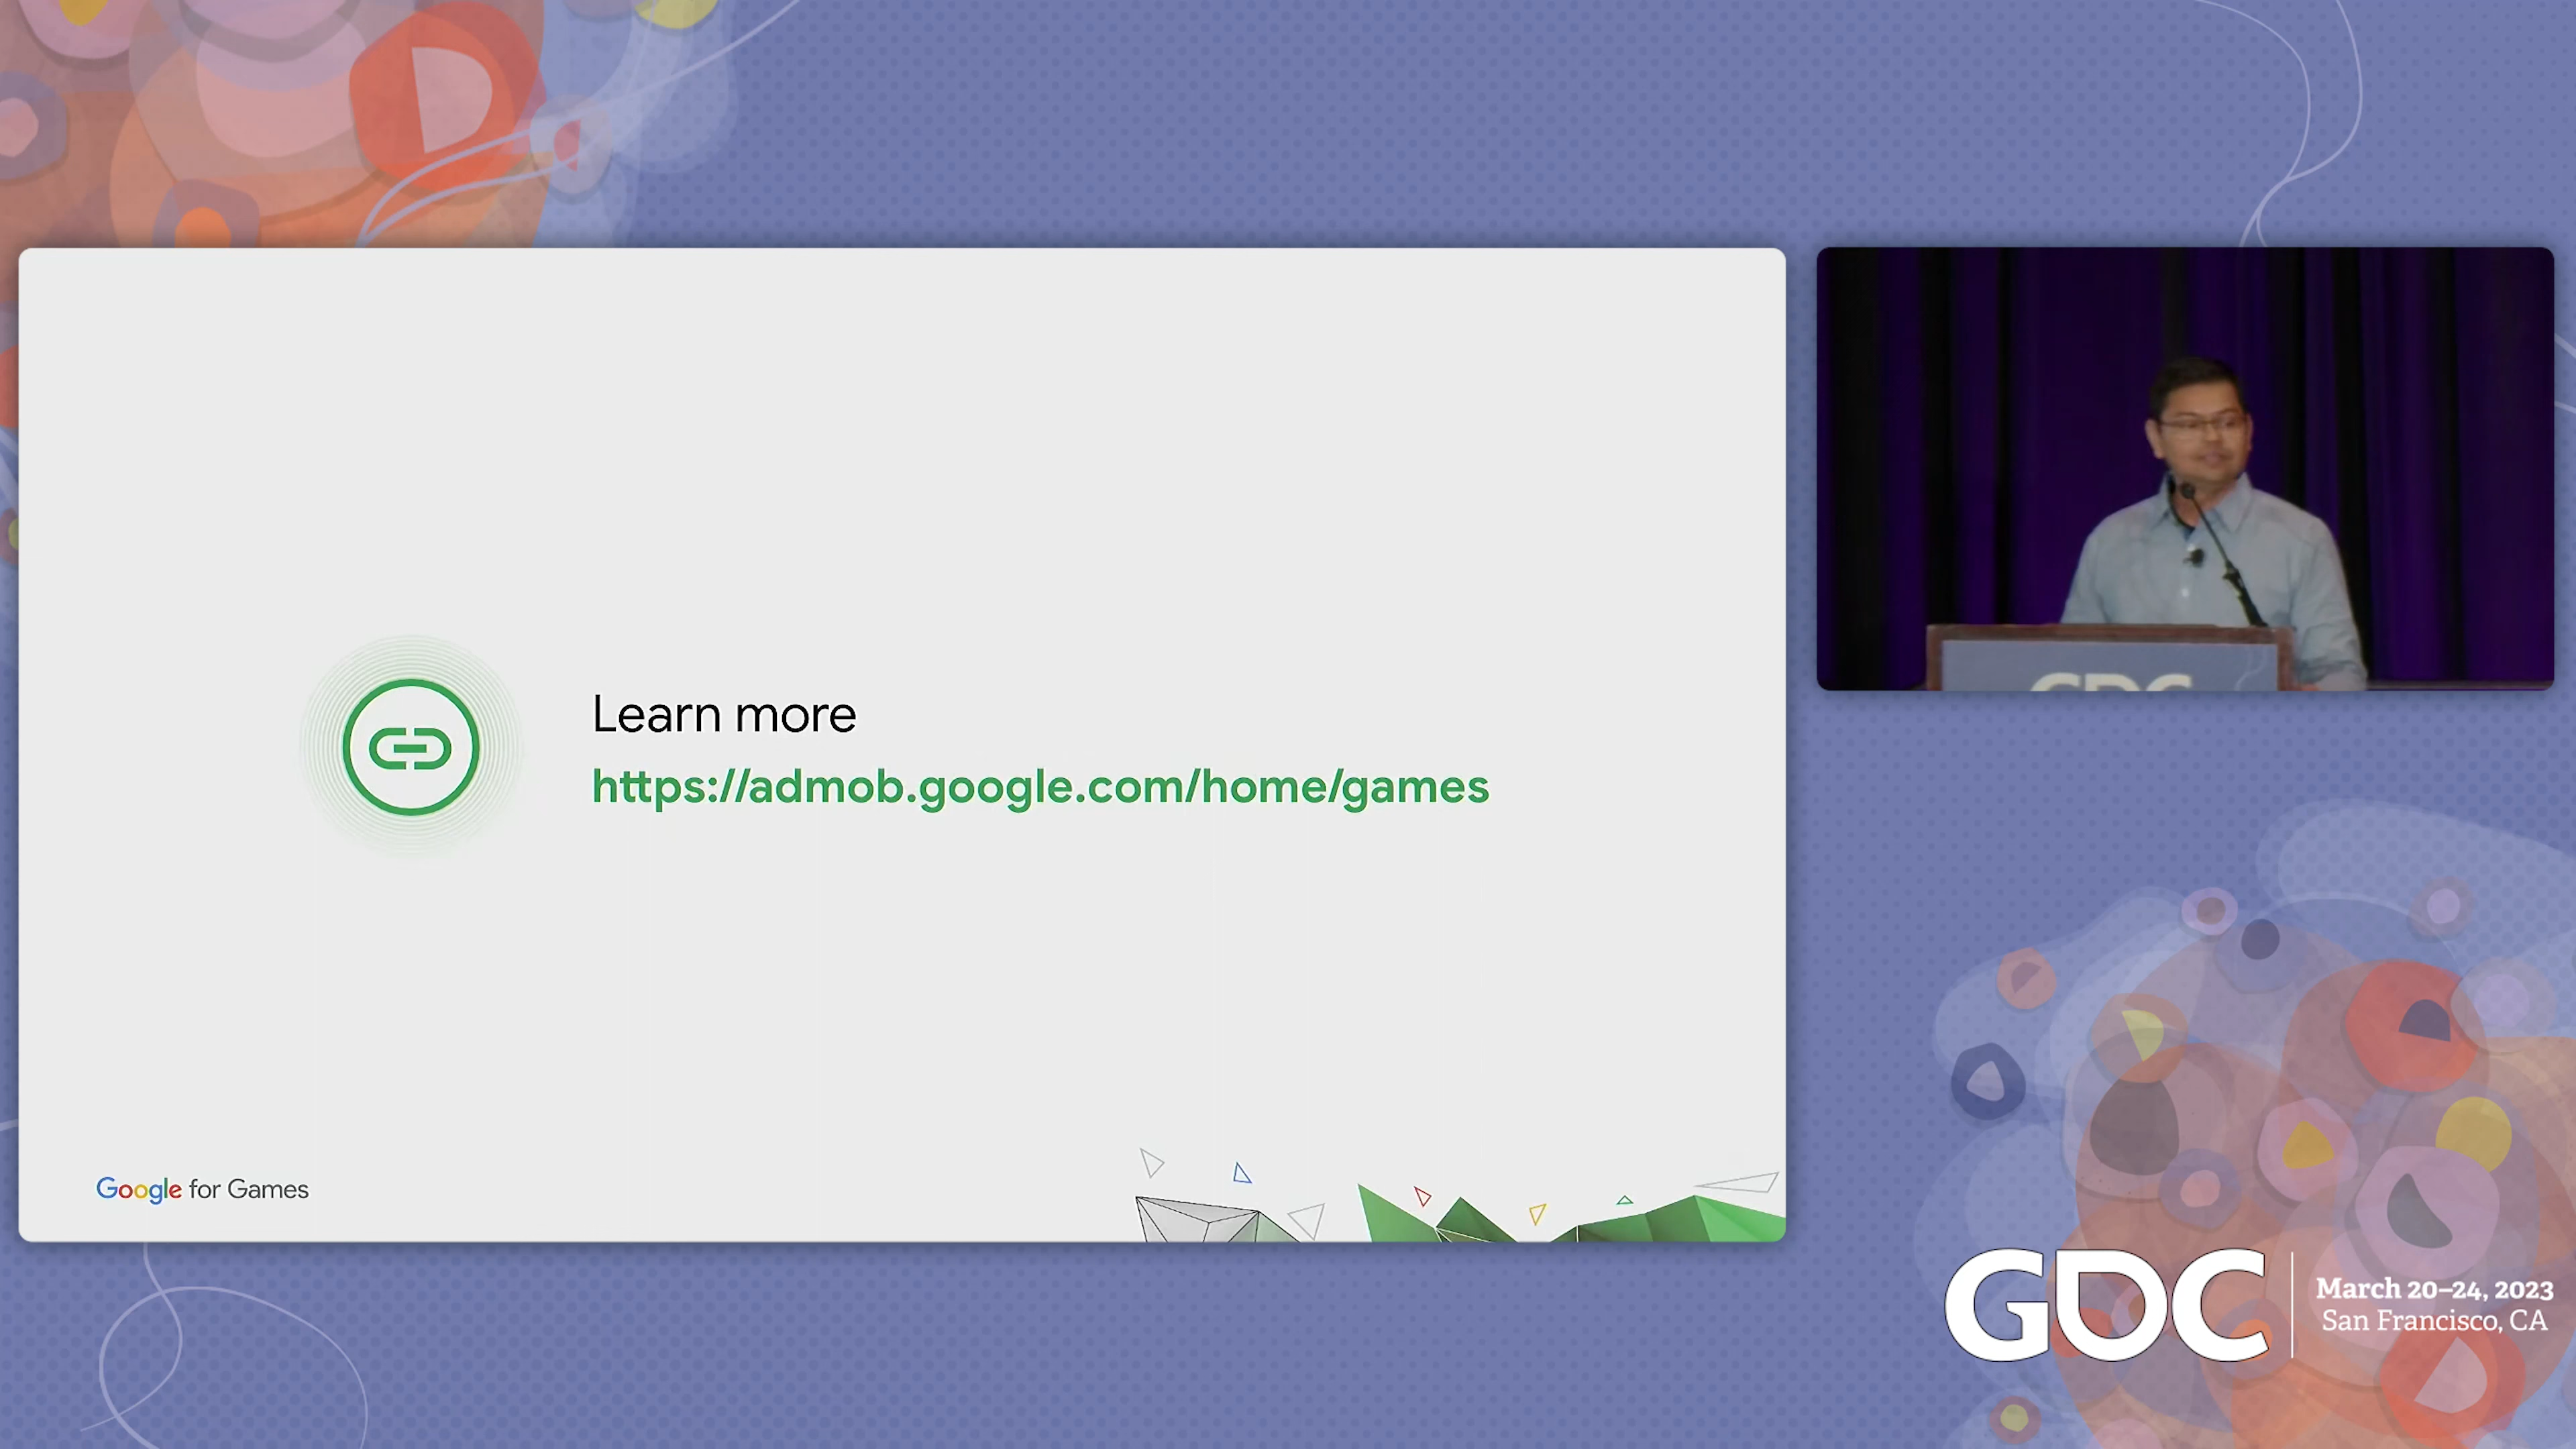 Learn more
https://admob.google.com/home/games
Google for Games
GDC
GDC
March 20–24, 2023
San Francisco, CA